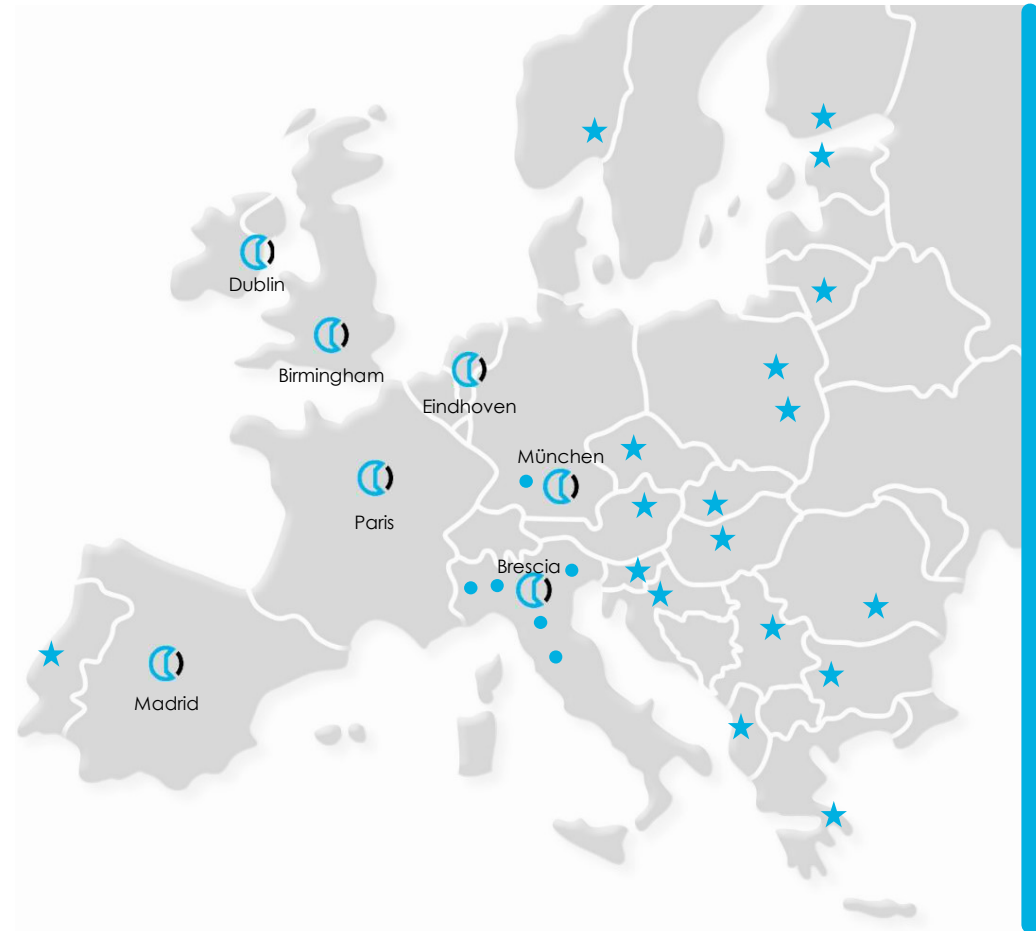 Dublin
Birmingham
Eindhoven
München
Paris
Brescia
Madrid